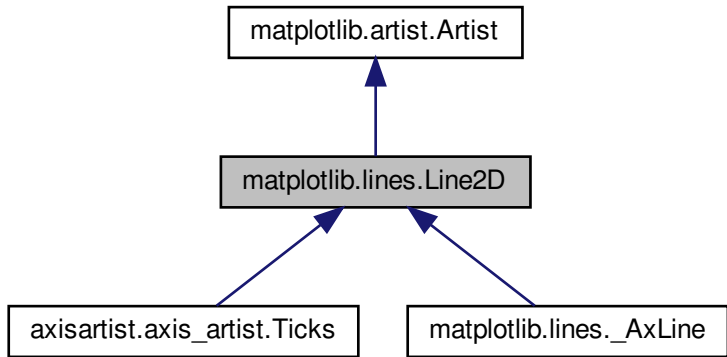 matplotlib.artist.Artist
matplotlib.lines.Line2D
axisartist.axis_artist.Ticks
matplotlib.lines._AxLine